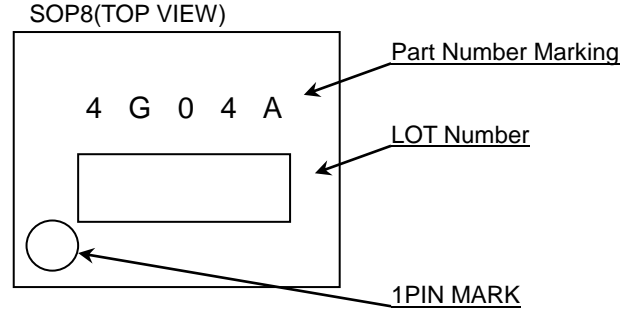 SOP8(TOP VIEW)
Part Number Marking
4 G 0 4 A
LOT Number
1PIN MARK